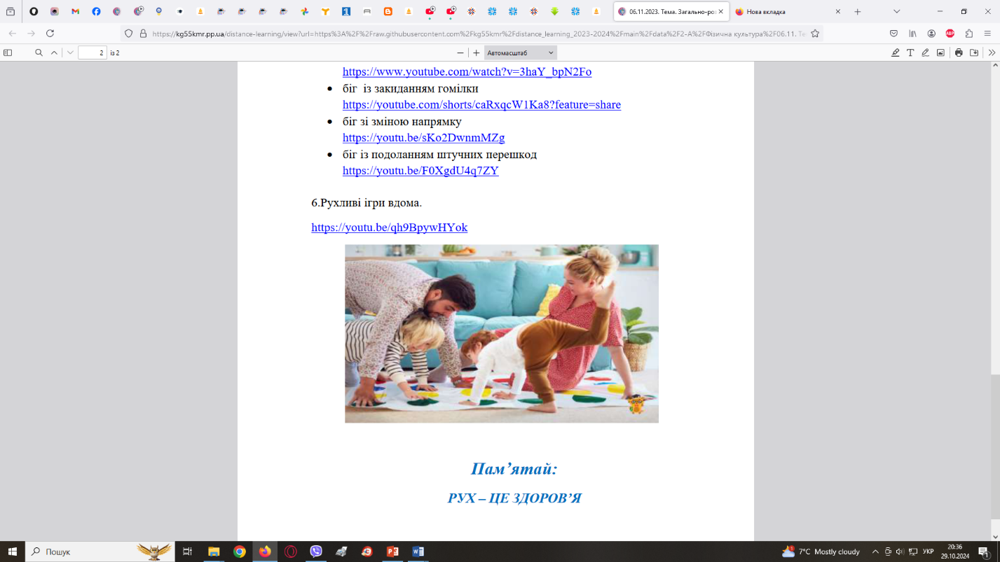 06.11.2023. Тема. Загально-ро
Нова вкладка
https://kg55kmr.pp.ua/distance-learning/view?url=https%3A%2F%2Fraw.githubusercontent.com%2Fkg55kmr%2Fdistance_learning_2023-2024%2Fmain%2Fdata%2F2-А%2FФізична культура%2F06.11. Те
2 із 2
Автомасштаб
https://www.youtube.com/watch?v=3haY_bpN2Fo
• біг із закиданням гомілки
https://youtube.com/shorts/caRxqcW1Ka8?feature=share
• біг зі зміною напрямку
https://youtu.be/sKo2DwnmMZg
• біг із подоланням штучних перешкод
https://youtu.be/F0XgdU4q7ZY
6.Рухливі ігри вдома.
https://youtu.be/qh9BpywHYok
Пам’ятай:
РУХ – ЦЕ ЗДОРОВ’Я
Пошук
7°C Mostly cloudy
УКР
20:36
29.10.2024